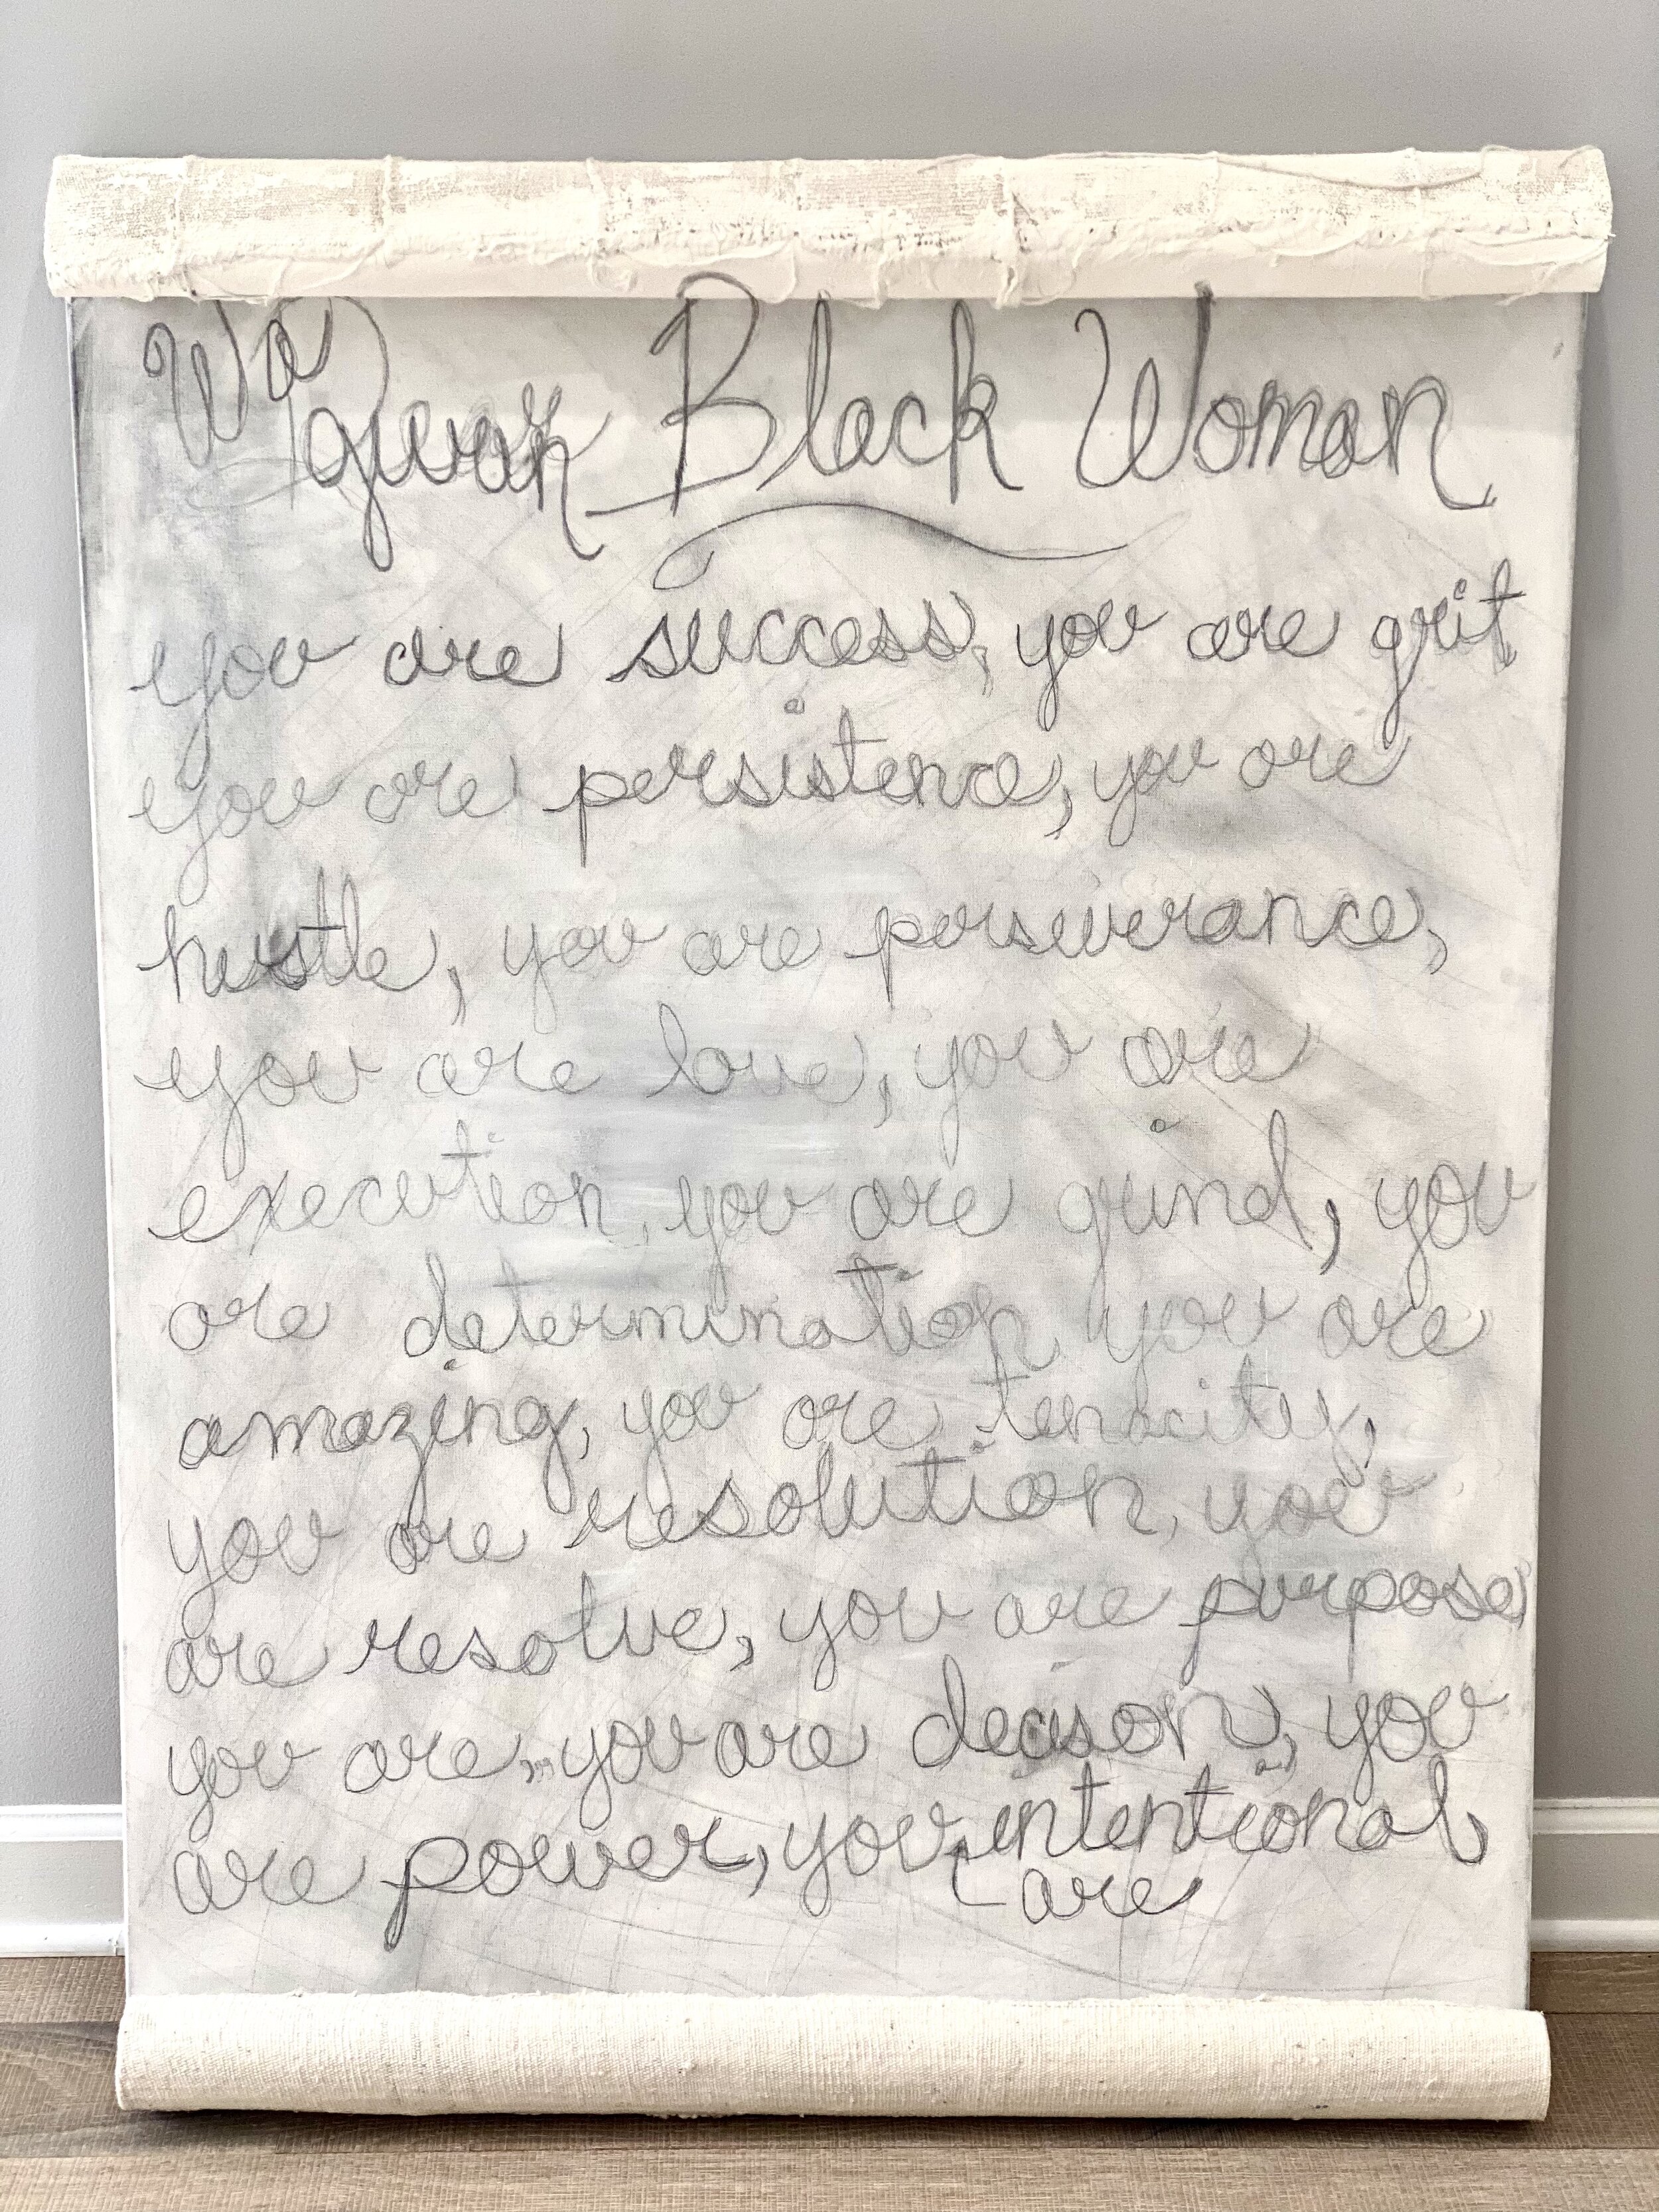 Black Woman
you are success, you are grit
you are persistence, you are
hustle, you are perseverance,
you are love, you are
execution, you are grind, you
are determination you are
amazing, you are tenacity,
you are resolution, you
are resolve, you are purpose
you are, you are decison, you
are power, you intentional
are